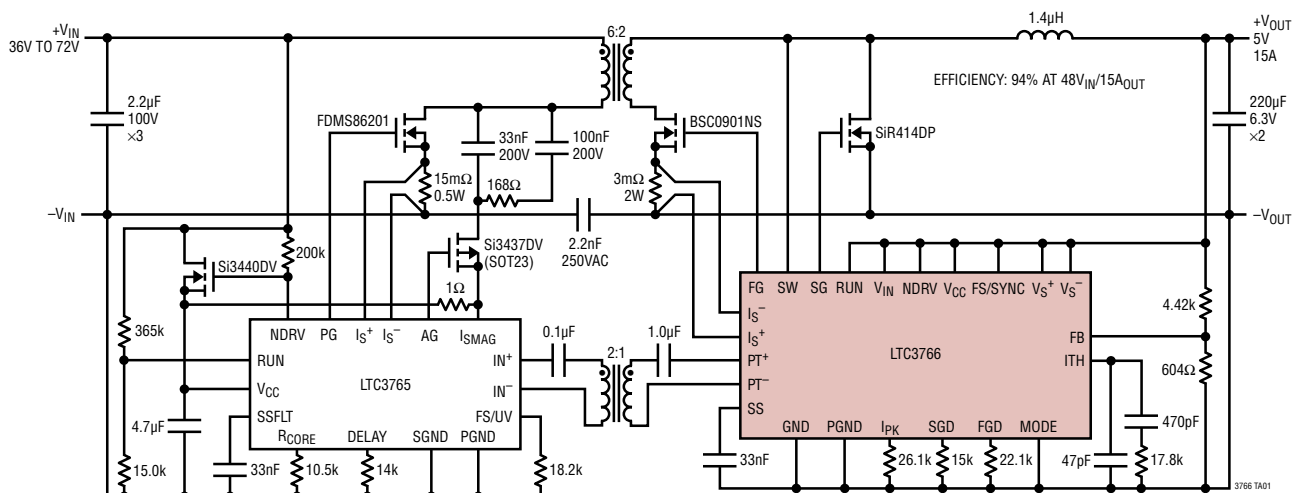 +VIN
36V TO 72V
2.2µF
100V
×3
FDMS86201
33nF
200V
100nF
200V
6:2
BSC0901NS
SiR414DP
1.4µH
+VOUT
5V
15A
EFFICIENCY: 94% AT 48VIN/15AOUT
220µF
6.3V
×2
15mΩ
0.5W
168Ω
3mΩ
2W
–VIN
2.2nF
250VAC
–VOUT
Si3440DV
200k
Si3437DV
(SOT23)
1Ω
365k
NDRV
PG
IS+
IS–
AG
ISMAG
RUN
VCC
SSFLT
LTC3765
IN+
IN–
FS/UV
RCORE
DELAY
SGND
PGND
4.7µF
15.0k
33nF
10.5k
14k
18.2k
0.1µF
2:1
1.0µF
FG
SW
SG
RUN
VIN
NDRV
VCC
FS/SYNC
VS+
VS–
IS–
IS+
PT+
PT–
SS
LTC3766
FB
ITH
GND
PGND
IPK
SGD
FGD
MODE
4.42k
604Ω
33nF
26.1k
15k
22.1k
47pF
470pF
17.8k
3766 TA01